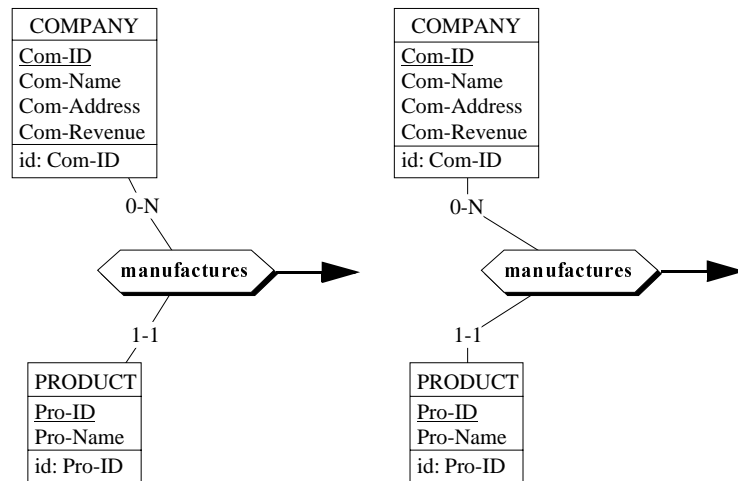 COMPANY
Com-ID
Com-Name
Com-Address
Com-Revenue
id: Com-ID
0-N
manufactures
1-1
PRODUCT
Pro-ID
Pro-Name
id: Pro-ID
COMPANY
Com-ID
Com-Name
Com-Address
Com-Revenue
id: Com-ID
0-N
manufactures
1-1
PRODUCT
Pro-ID
Pro-Name
id: Pro-ID